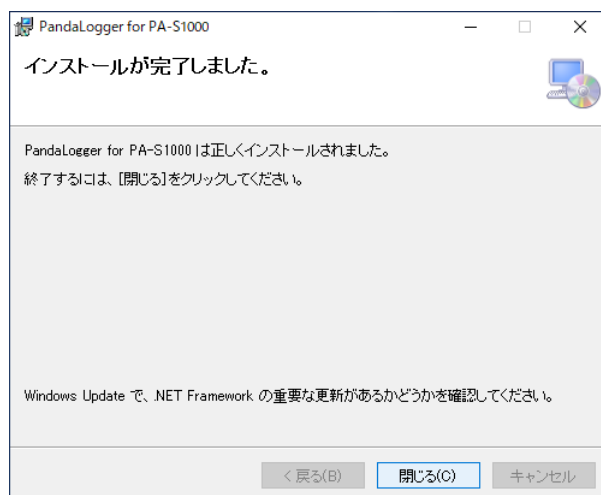 PandaLogger for PA-S1000
インストールが完了しました。
PandaLogger for PA-S1000 は正しくインストールされました。
終了するには、[閉じる]をクリックしてください。
Windows Update で、.NET Framework の重要な更新があるかどうかを確認してください。
< 戻る(B)
閉じる(C)
キャンセル